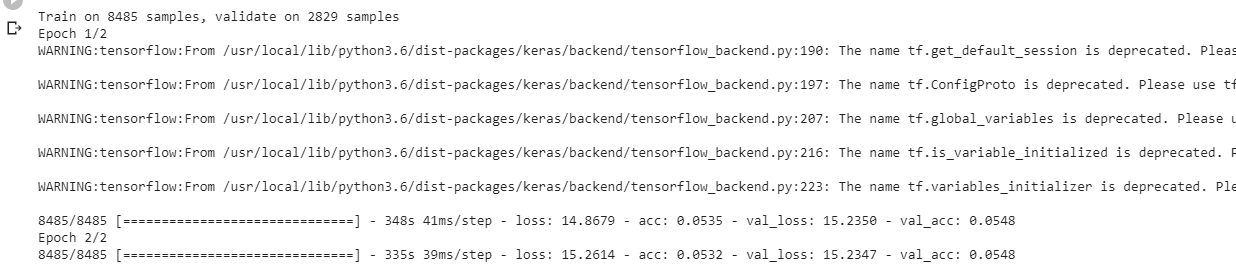 Train on 8485 samples, validate on 2829 samples
Epoch 1/2
WARNING:tensorflow:From /usr/local/lib/python3.6/dist-packages/keras/backend/tensorflow_backend.py:190: The name tf.get_default_session is deprecated. Pleas
WARNING:tensorflow:From /usr/local/lib/python3.6/dist-packages/keras/backend/tensorflow_backend.py:197: The name tf.ConfigProto is deprecated. Please use tf
WARNING:tensorflow:From /usr/local/lib/python3.6/dist-packages/keras/backend/tensorflow_backend.py:207: The name tf.global_variables is deprecated. Please u
WARNING:tensorflow:From /usr/local/lib/python3.6/dist-packages/keras/backend/tensorflow_backend.py:216: The name tf.is_variable_initialized is deprecated. P
WARNING:tensorflow:From /usr/local/lib/python3.6/dist-packages/keras/backend/tensorflow_backend.py:223: The name tf.variables_initializer is deprecated. Ple
8485/8485 [==============================] - 348s 41ms/step - loss: 14.8679 - acc: 0.0535 - val_loss: 15.2350 - val_acc: 0.0548
Epoch 2/2
8485/8485 [==============================] - 335s 39ms/step - loss: 15.2614 - acc: 0.0532 - val_loss: 15.2347 - val_acc: 0.0548